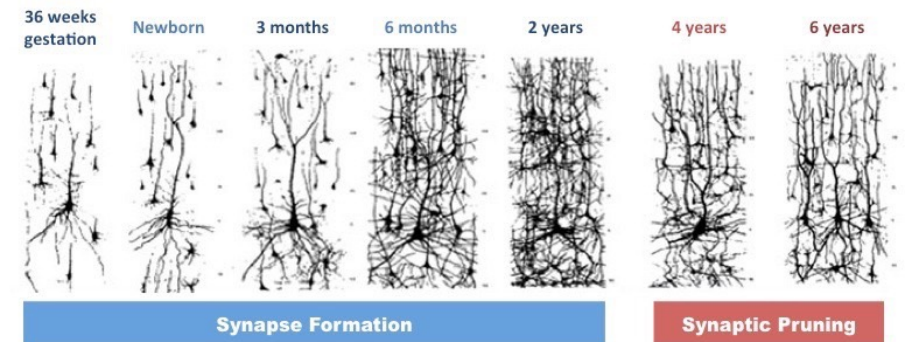 36 weeks gestation
Newborn
3 months
6 months
2 years
4 years
6 years
Synapse Formation
Synaptic Pruning